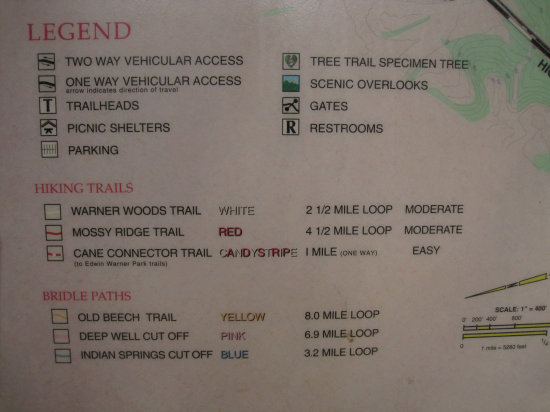 LEGEND
TWO WAY VEHICULAR ACCESS
ONE WAY VEHICULAR ACCESS
arrow indicates direction of travel
T TRAILHEADS
PICNIC SHELTERS
PARKING
TREE TRAIL SPECIMEN TREE
SCENIC OVERLOOKS
GATES
R RESTROOMS
HIKING TRAILS
WARNER WOODS TRAIL WHITE 2 1/2 MILE LOOP MODERATE
MOSSY RIDGE TRAIL RED 4 1/2 MILE LOOP MODERATE
CANE CONNECTOR TRAIL CANDYSTRIPE 1 MILE (ONE WAY) EASY
(to Edwin Warner Park trails)
BRIDLE PATHS
OLD BEECH TRAIL YELLOW 8.0 MILE LOOP
DEEP WELL CUT OFF PINK 6.9 MILE LOOP
INDIAN SPRINGS CUT OFF BLUE 3.2 MILE LOOP
SCALE: 1" = 400'
0' 200' 400' 800'
0 1 mile = 5280 feet